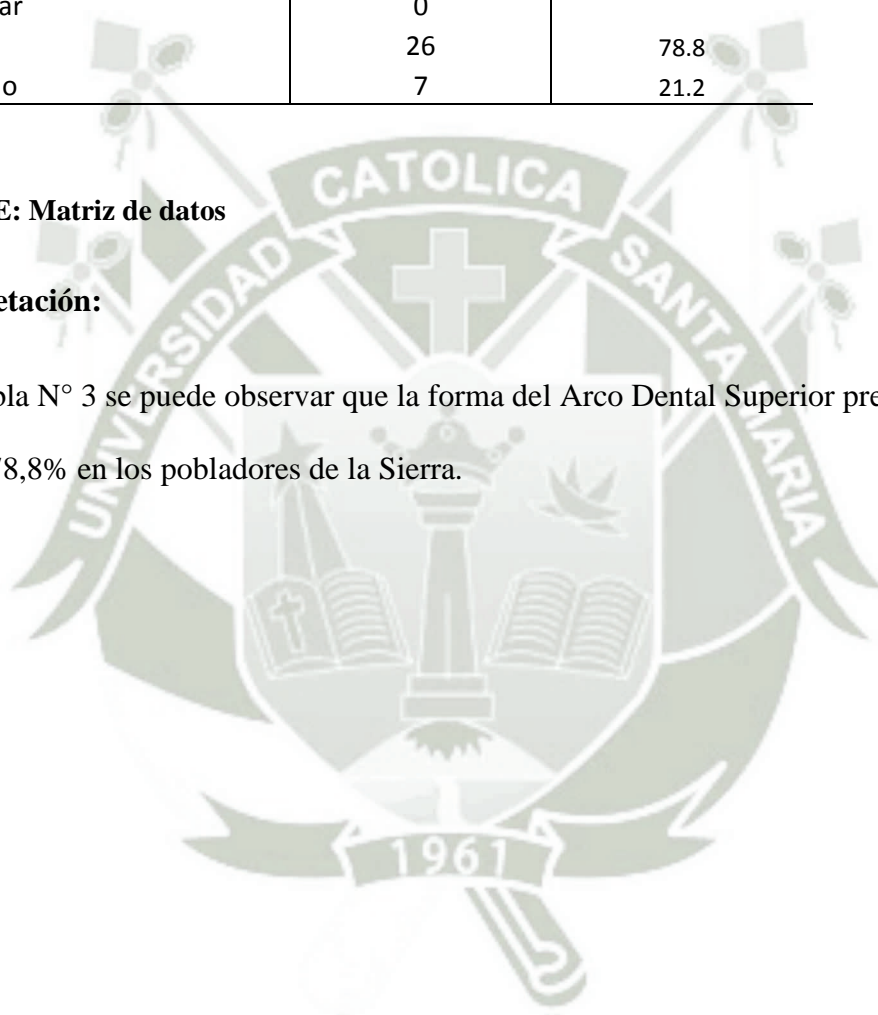 ar 0
26 78.8
o 7 21.2
E: Matriz de datos
etación:
bla N° 3 se puede observar que la forma del Arco Dental Superior pre
78,8% en los pobladores de la Sierra.
UNIVERSIDAD CATOLICA SANTA MARIA
1961